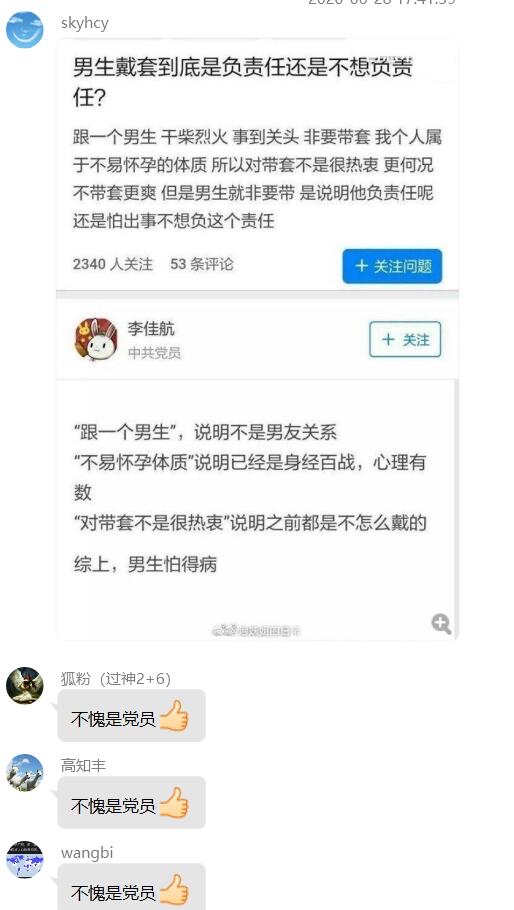 skyhcy
男生戴套到底是负责任还是不想负责
任?
跟一个男生 干柴烈火 事到关头 非要带套 我个人属
于不易怀孕的体质 所以对带套不是很热衷 更何况
不带套更爽 但是男生就非要带 是说明他负责任呢
还是怕出事不想负这个责任
2340 人关注 53 条评论
+ 关注问题
李佳航
中共党员
+ 关注
“跟一个男生”，说明不是男友关系
“不易怀孕体质”说明已经是身经百战，心理有
数
“对带套不是很热衷”说明之前都是不怎么戴的
综上，男生怕得病
狐粉（过神2+6）
不愧是党员👍
高知丰
不愧是党员👍
wangbi
不愧是党员👍